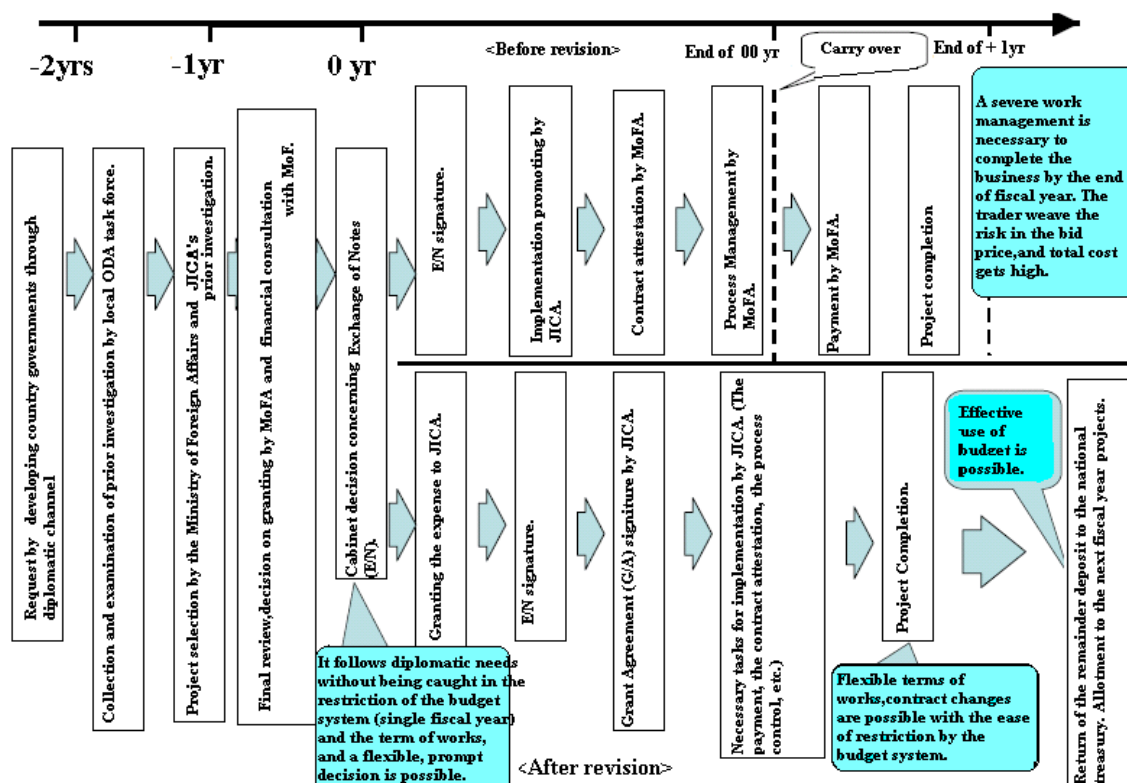 <Before revision>
End of 00 yr
Carry over
End of + 1yr
-2yrs
-1yr
0 yr
Request by developing country governments through
diplomatic channel
Collection and examination of prior investigation by local ODA task force.
Project selection by the Ministry of Foreign Affairs and JICA's
prior investigation.
Final review,decision on granting by MoFA and financial consultation
with MoF.
Cabinet decision concerning Exchange of Notes
(E/N).
E/N signature.
Implementation promoting by
JICA.
Contract attestation by MoFA.
Process Management by
MoFA.
Payment by MoFA.
Project completion
A severe work
management is
necessary to
complete the
business by the end
of fiscal year. The
trader weave the
risk in the bid
price,and total cost
gets high.
Granting the expense to JICA.
E/N signature.
Grant Agreement (G/A) signiture by JICA.
Necessary tasks for implementation by JICA. (The
payment, the contract attestation, the process
control, etc.)
Project Completion.
Effective
use of
budget is
possible.
Return of the remainder deposit to the national
treasury. Allotment to the next fiscal year projects.
It follows diplomatic needs
without being caught in the
restriction of the budget
system (single fiscal year)
and the term of works,
and a flexible, prompt
decision is possible.
Flexible terms of
works,contract changes
are possible with the ease
of restriction by the
budget system.
<After revision>